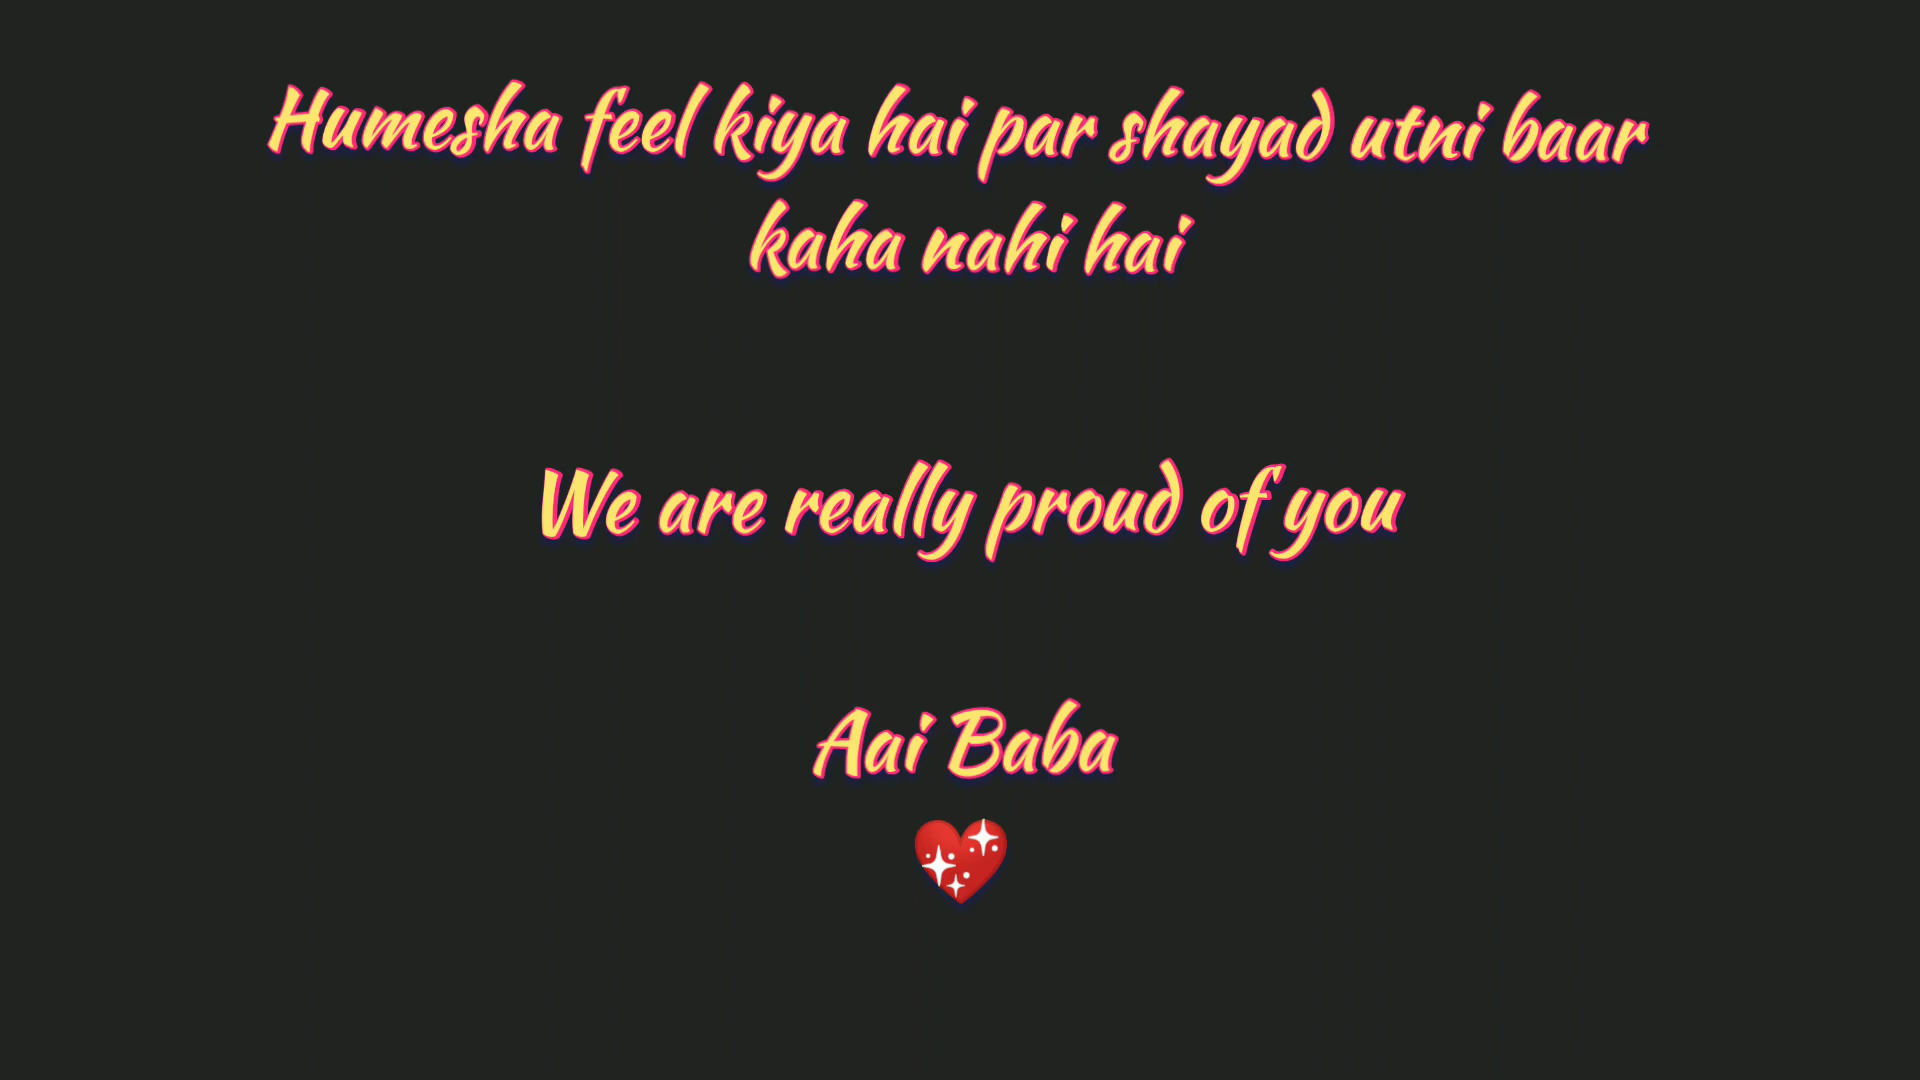 Humesha feel kiya hai par shayad utni baar
kaha nahi hai
We are really proud of you
Aai Baba
💖